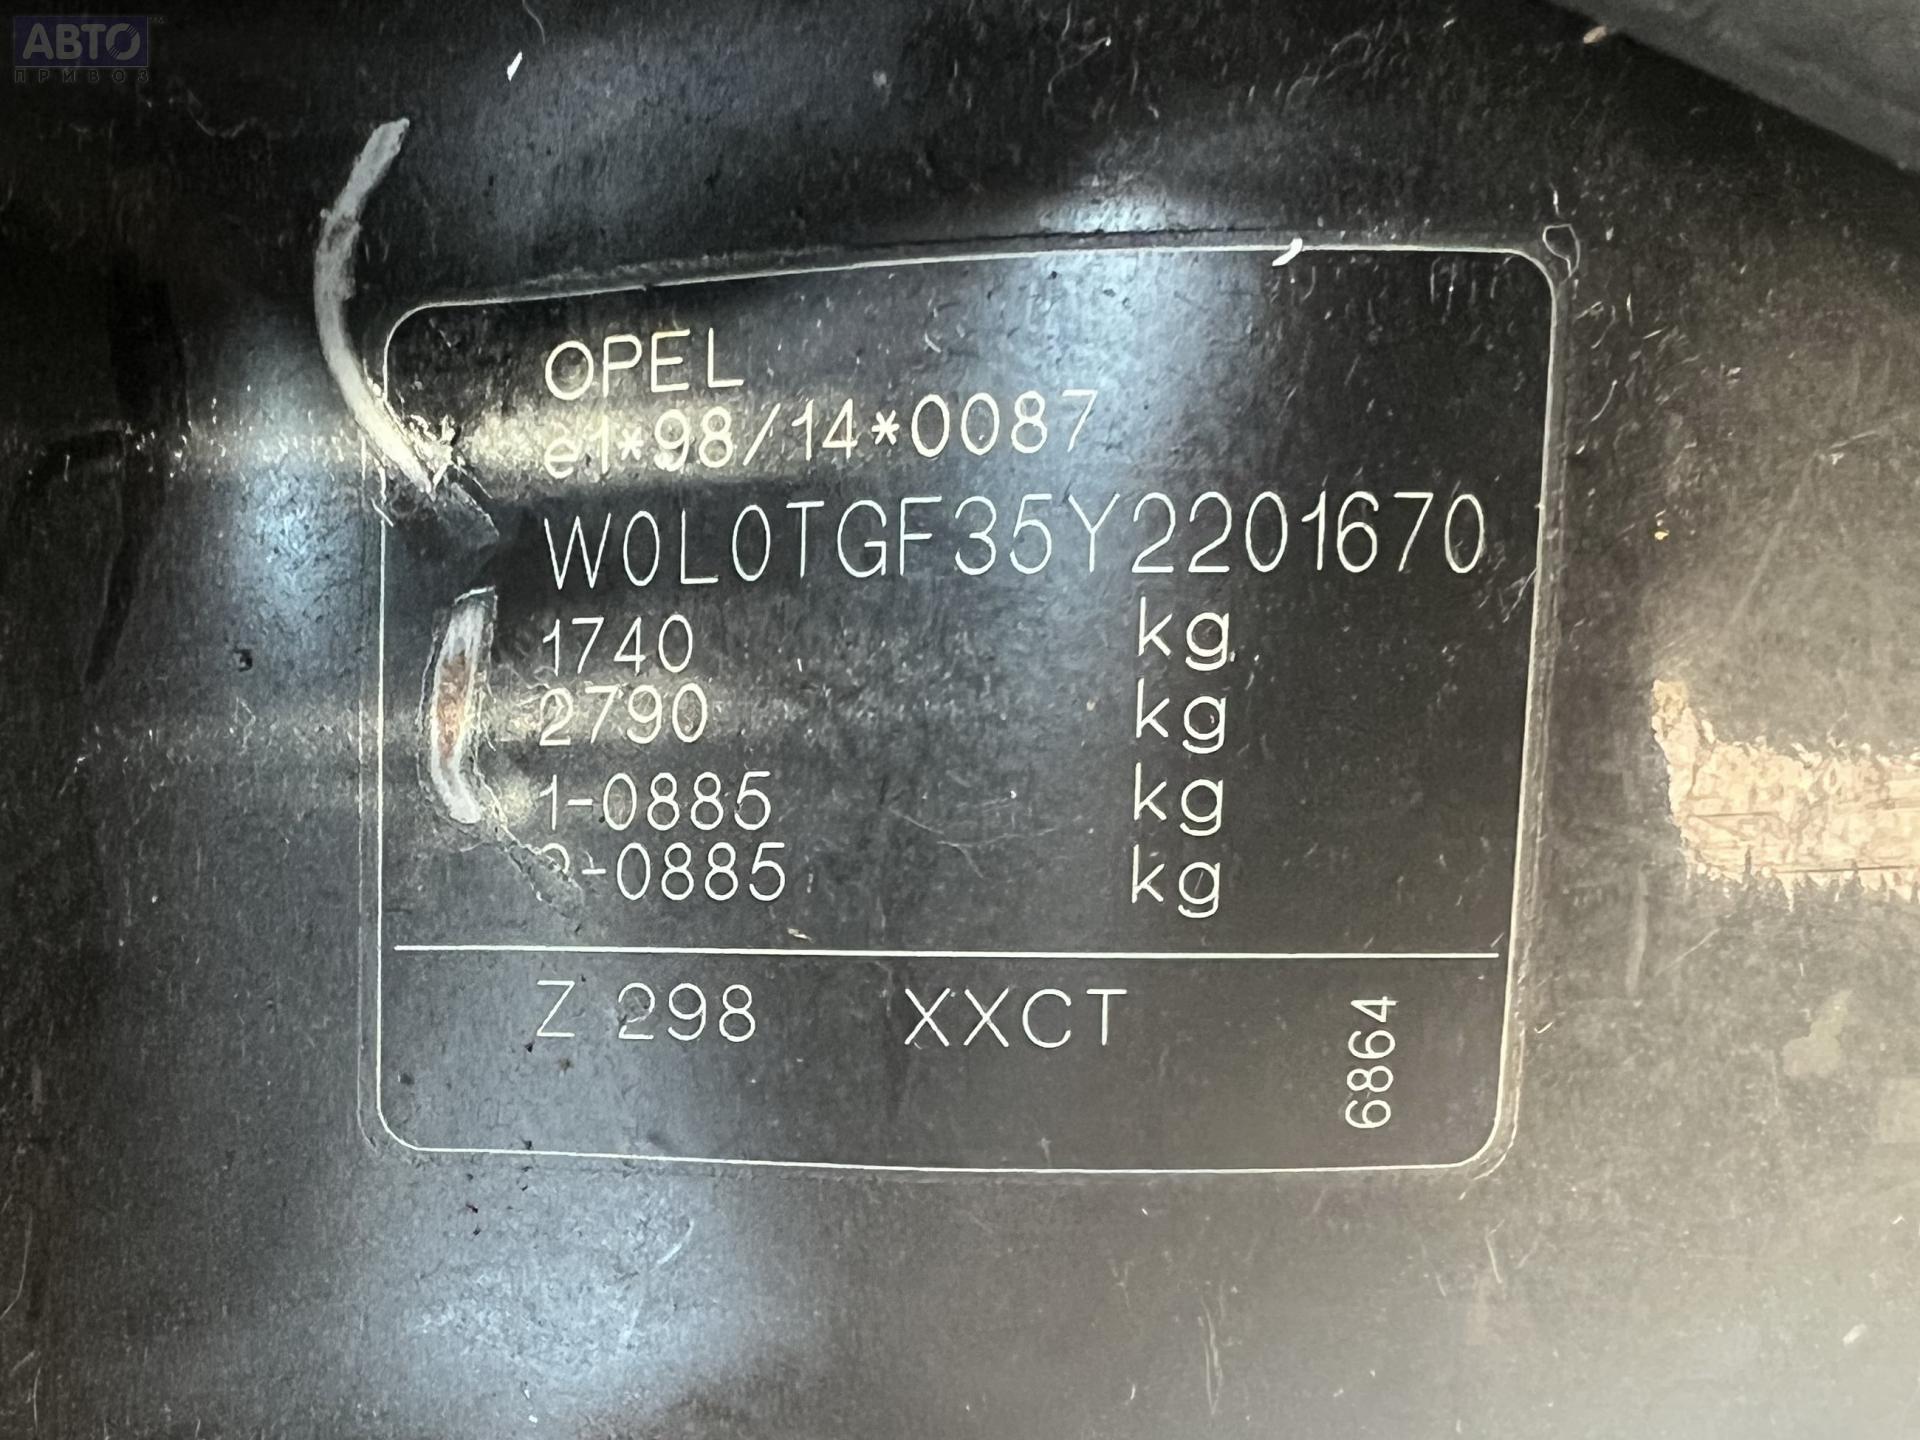 АВТО
ПРИВОЗ
OPEL
e1*98/14*0087
W0L0TGF35Y2201670
1740 kg
2790 kg
1-0885 kg
2-0885 kg
Z 298 XXCT
6864